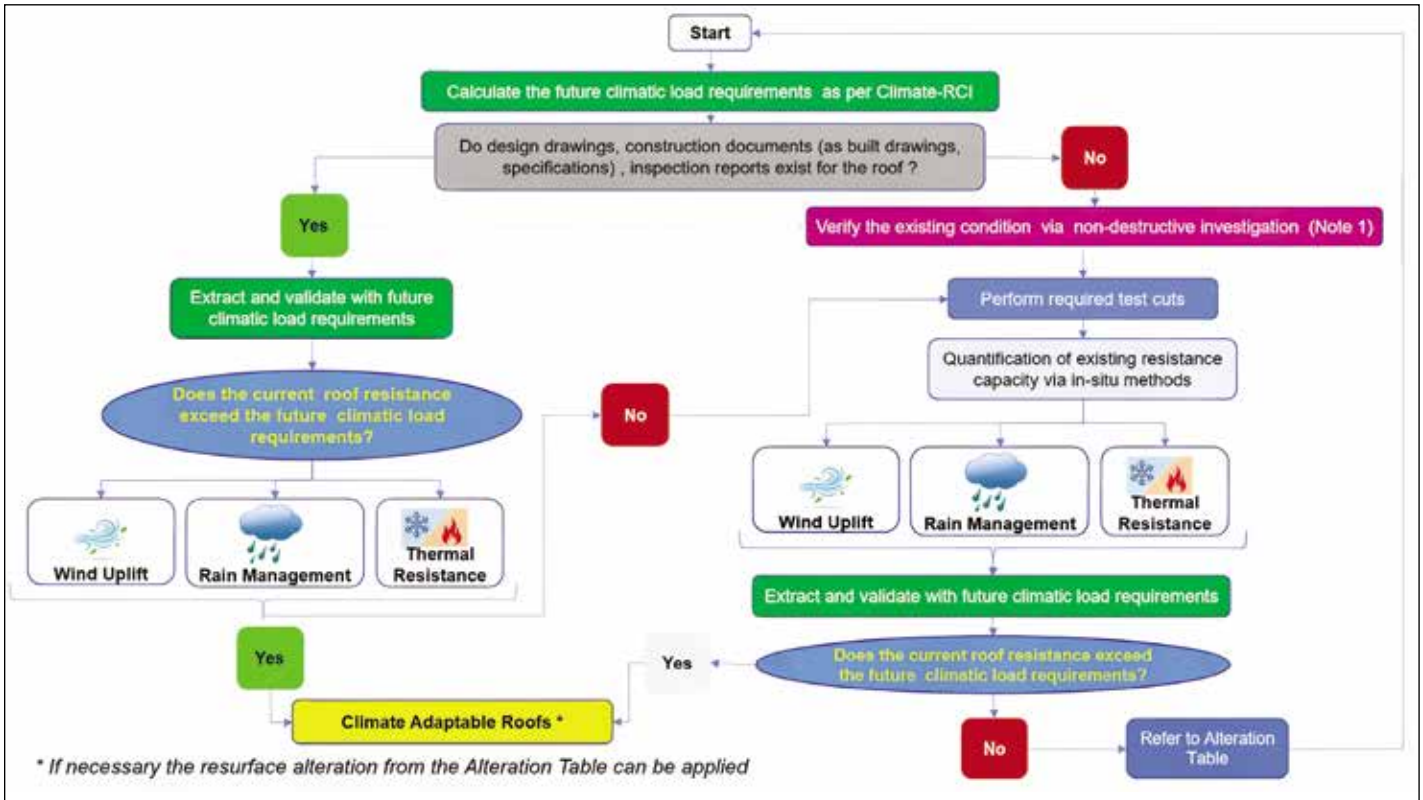 Start
Calculate the future climatic load requirements as per Climate-RCI
Do design drawings, construction documents (as built drawings,
specifications) , inspection reports exist for the roof ?
No
Yes
Verify the existing condition via non-destructive investigation (Note 1)
Extract and validate with future
climatic load requirements
Perform required test cuts
Quantification of existing resistance
capacity via in-situ methods
Does the current roof resistance
exceed the future climatic load
requirements?
No
Wind Uplift
Rain Management
Thermal
Resistance
Wind Uplift
Rain Management
Thermal
Resistance
Extract and validate with future climatic load requirements
Yes
Yes
Does the current roof resistance exceed
the future climatic load requirements?
Climate Adaptable Roofs *
No
Refer to Alteration
Table
* If necessary the resurface alteration from the Alteration Table can be applied